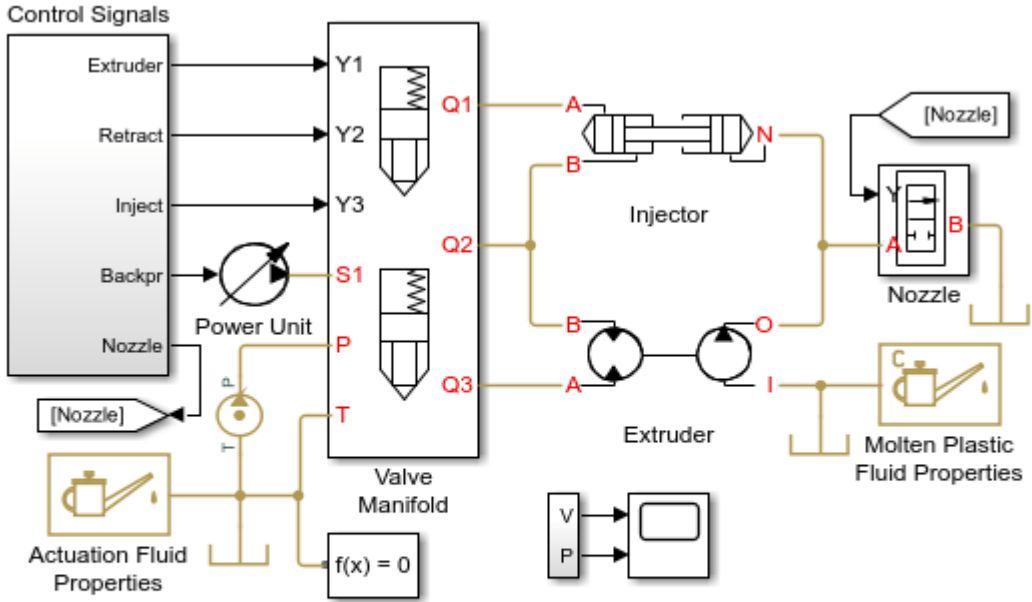 Control Signals
Extruder
Retract
Inject
Backpr
Nozzle
[Nozzle]
Power Unit
Y1
Y2
Y3
S1
P
T
Q1
Q2
Q3
Valve
Manifold
P
T
Actuation Fluid
Properties
f(x) = 0
A
B
N
Injector
B
A
O
I
Extruder
[Nozzle]
Y
A
B
Nozzle
C
Molten Plastic
Fluid Properties
V
P